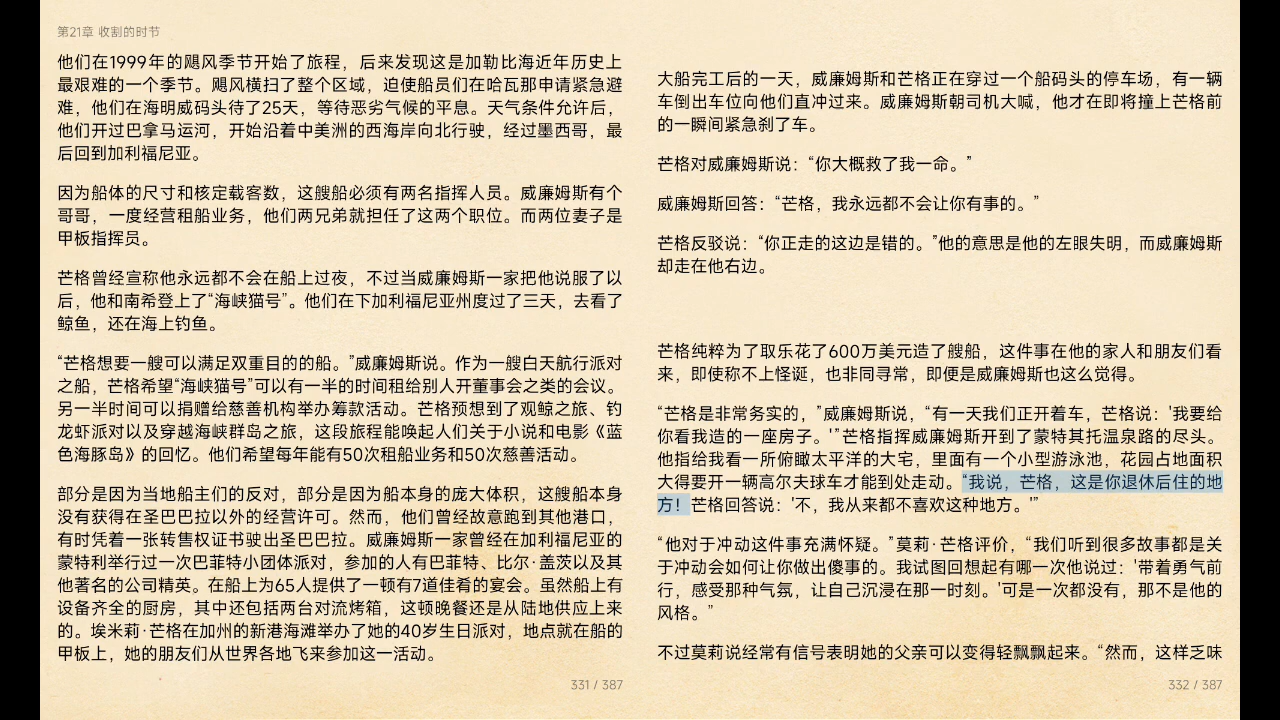 第21章 收割的时节
他们在1999年的飓风季节开始了旅程，后来发现这是加勒比海近年历史上
最艰难的一个季节。飓风横扫了整个区域，迫使船员们在哈瓦那申请紧急避
难，他们在海明威码头待了25天，等待恶劣气候的平息。天气条件允许后，
他们开过巴拿马运河，开始沿着中美洲的西海岸向北行驶，经过墨西哥，最
后回到加利福尼亚。
因为船体的尺寸和核定载客数，这艘船必须有两名指挥人员。威廉姆斯有个
哥哥，一度经营租船业务，他们两兄弟就担任了这两个职位。而两位妻子是
甲板指挥员。
芒格曾经宣称他永远都不会在船上过夜，不过当威廉姆斯一家把他说服了以
后，他和南希登上了“海峡猫号”。他们在下加利福尼亚州度过了三天，去看了
鲸鱼，还在海上钓鱼。
“芒格想要一艘可以满足双重目的的船。”威廉姆斯说。作为一艘白天航行派对
之船，芒格希望“海峡猫号”可以有一半的时间租给别人开董事会之类的会议。
另一半时间可以捐赠给慈善机构举办筹款活动。芒格预想到了观鲸之旅、钓
龙虾派对以及穿越海峡群岛之旅，这段旅程能唤起人们关于小说和电影《蓝
色海豚岛》的回忆。他们希望每年能有50次租船业务和50次慈善活动。
部分是因为当地船主们的反对，部分是因为船本身的庞大体积，这艘船本身
没有获得在圣巴巴拉以外的经营许可。然而，他们曾经故意跑到其他港口，
有时凭着一张转售权证书驶出圣巴巴拉。威廉姆斯一家曾经在加利福尼亚的
蒙特利举行过一次巴菲特小团体派对，参加的人有巴菲特、比尔·盖茨以及其
他著名的公司精英。在船上为65人提供了一顿有7道佳肴的宴会。虽然船上有
设备齐全的厨房，其中还包括两台对流烤箱，这顿晚餐还是从陆地供应上来
的。埃米莉·芒格在加州的新港海滩举办了她的40岁生日派对，地点就在船的
甲板上，她的朋友们从世界各地飞来参加这一活动。
331 / 387
大船完工后的一天，威廉姆斯和芒格正在穿过一个船码头的停车场，有一辆
车倒出车位向他们直冲过来。威廉姆斯朝司机大喊，他才在即将撞上芒格前
的一瞬间紧急刹了车。
芒格对威廉姆斯说：“你大概救了我一命。”
威廉姆斯回答：“芒格，我永远都不会让你有事的。”
芒格反驳说：“你正走的这边是错的。”他的意思是他的左眼失明，而威廉姆斯
却走在他右边。
芒格纯粹为了取乐花了600万美元造了艘船，这件事在他的家人和朋友们看
来，即使称不上怪诞，也非同寻常，即便是威廉姆斯也这么觉得。
“芒格是非常务实的，”威廉姆斯说，“有一天我们正开着车，芒格说：'我要给
你看我造的一座房子。'”芒格指挥威廉姆斯开到了蒙特其托温泉路的尽头。
他指给我看一所俯瞰太平洋的大宅，里面有一个小型游泳池，花园占地面积
大得要开一辆高尔夫球车才能到处走动。“我说，芒格，这是你退休后住的地
方！芒格回答说：'不，我从来都不喜欢这种地方。'”
“他对于冲动这件事充满怀疑。”莫莉·芒格评价，“我们听到很多故事都是关
于冲动会如何让你做出傻事的。我试图回想起有哪一次他说过：'带着勇气前
行，感受那种气氛，让自己沉浸在那一时刻。'可是一次都没有，那不是他的
风格。”
不过莫莉说经常有信号表明她的父亲可以变得轻飘飘起来。“然而，这样乏味
332 / 387